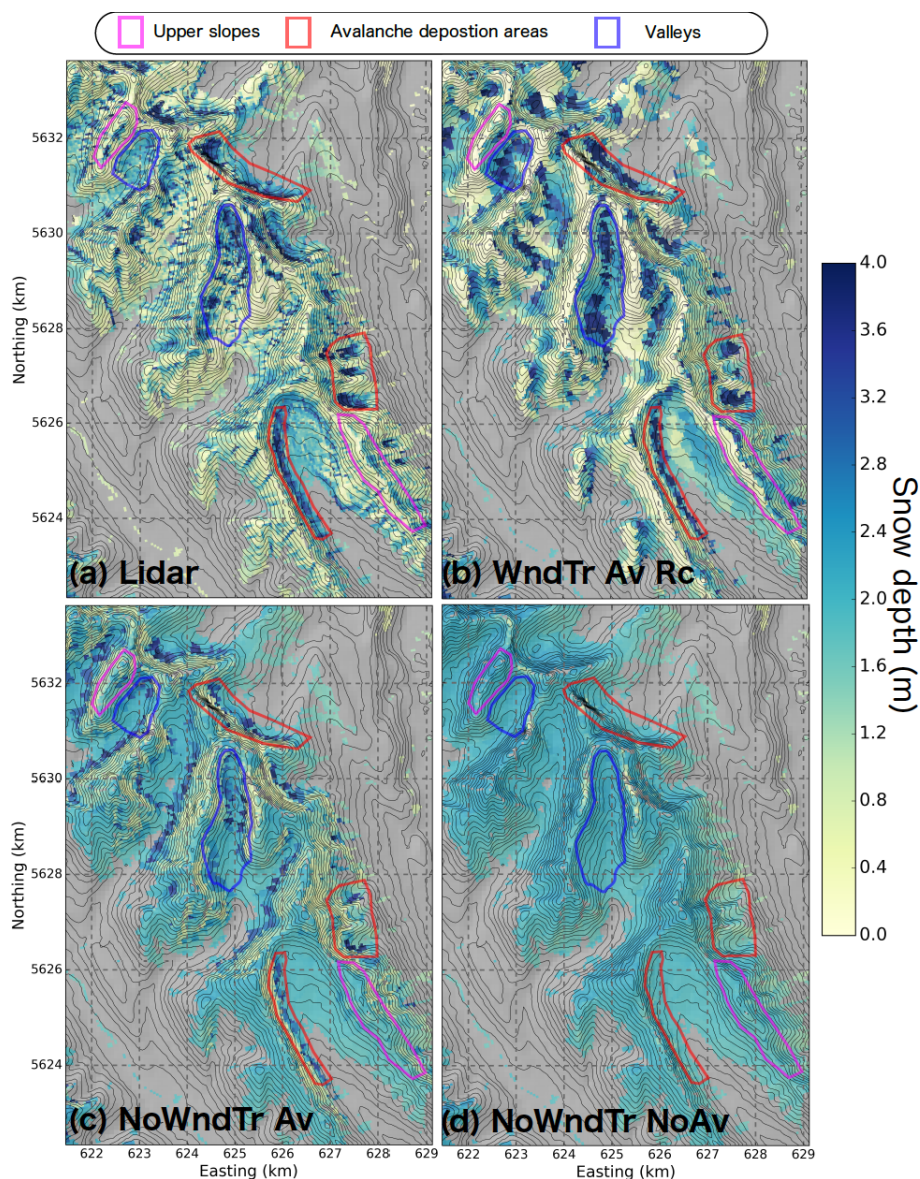 Upper slopes Avalanche depostion areas Valleys
5632
5630
5628
5626
5624
Northing (km)
(a) Lidar
(b) WndTr Av Rc
4.0
3.6
3.2
2.8
2.4
2.0
1.6
1.2
0.8
0.4
0.0
Snow depth (m)
5632
5630
5628
5626
5624
Northing (km)
(c) NoWndTr Av
(d) NoWndTr NoAv
622 623 624 625 626 627 628 629
622 623 624 625 626 627 628 629
Easting (km)
Easting (km)